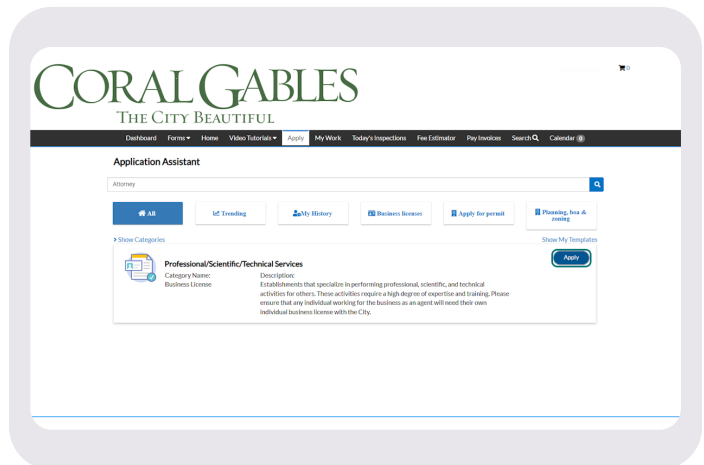 CORAL GABLES
THE CITY BEAUTIFUL
0
Dashboard Forms Home Video Tutorials Apply My Work Today's Inspections Fee Estimator Pay Invoices Search Calendar 0
Application Assistant
Attorney
All Trending My History Business licenses Apply for permit Planning, boa & zoning
Show Categories Show My Templates
Professional/Scientific/Technical Services Apply
Category Name: Description:
Business License Establishments that specialize in performing professional, scientific, and technical
activities for others. These activities require a high degree of expertise and training. Please
ensure that any individual working for the business as an agent will need their own
individual business license with the City.